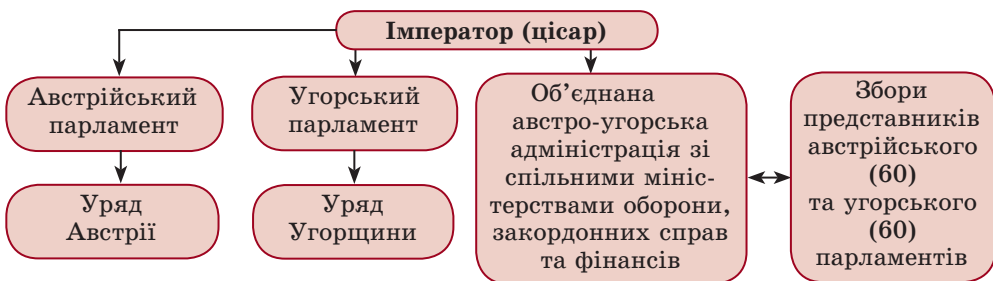 Імператор (цісар)
Австрійський
парламент
Угорський
парламент
Об’єднана
австро-угорська
адміністрація зі
спільними мініс-
терствами оборони,
закордонних справ
та фінансів
Збори
представників
австрійського
(60)
та угорського
(60)
парламентів
Уряд
Австрії
Уряд
Угорщини